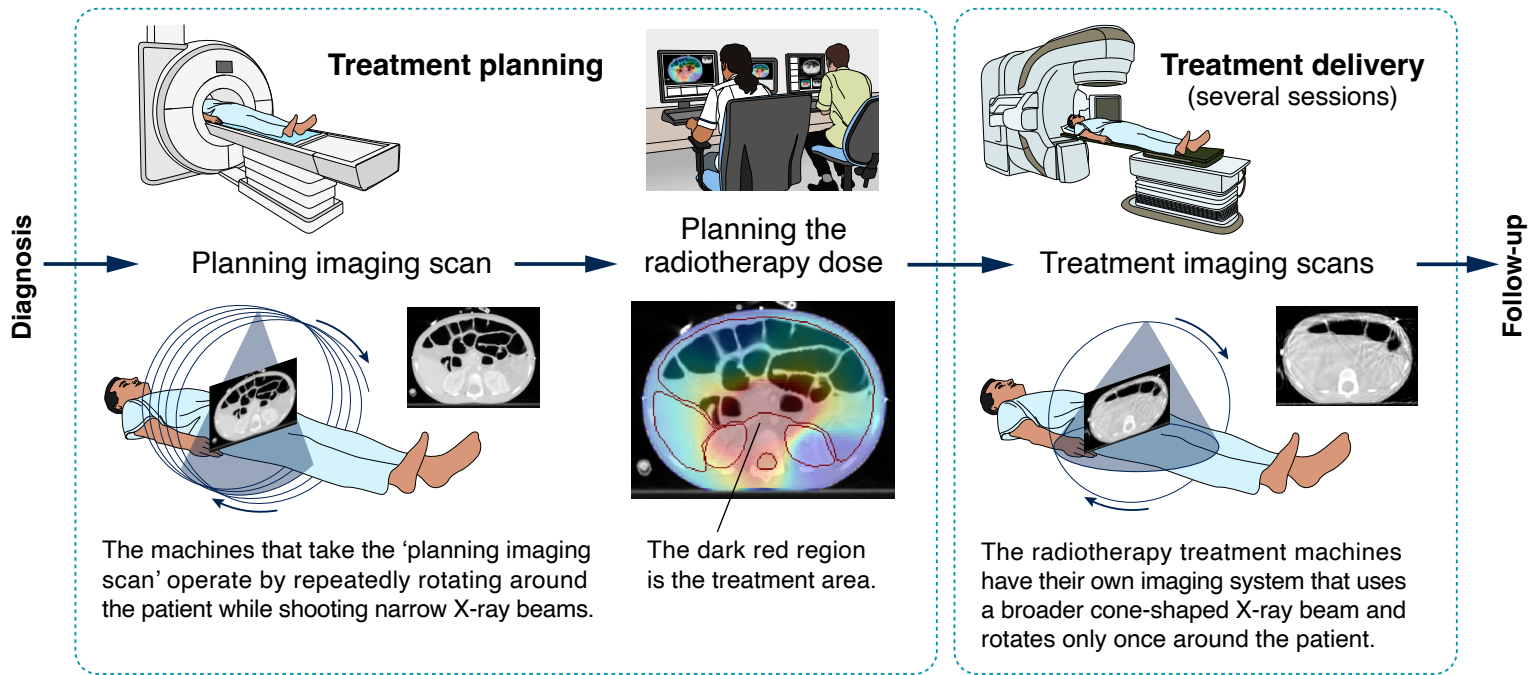 Diagnosis
Treatment planning
Planning imaging scan
The machines that take the ‘planning imaging
scan’ operate by repeatedly rotating around
the patient while shooting narrow X-ray beams.
Planning the
radiotherapy dose
The dark red region
is the treatment area.
Treatment delivery
(several sessions)
Treatment imaging scans
The radiotherapy treatment machines
have their own imaging system that uses
a broader cone-shaped X-ray beam and
rotates only once around the patient.
Follow-up